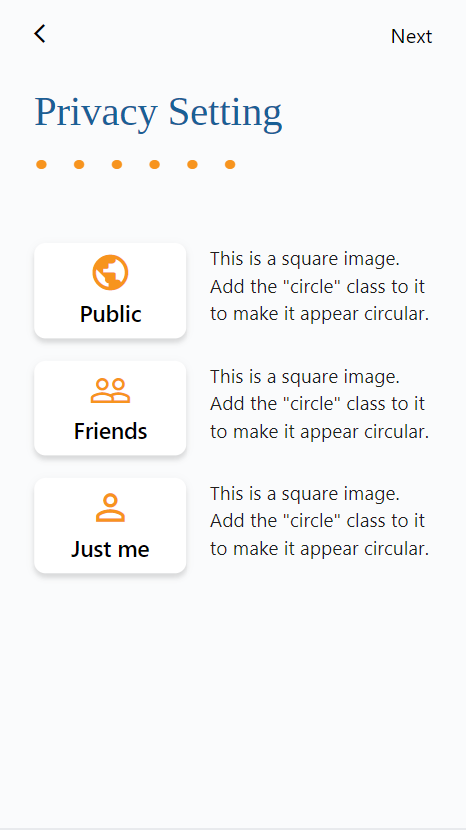 Next
Privacy Setting
Public
This is a square image.
Add the "circle" class to it
to make it appear circular.
Friends
This is a square image.
Add the "circle" class to it
to make it appear circular.
Just me
This is a square image.
Add the "circle" class to it
to make it appear circular.